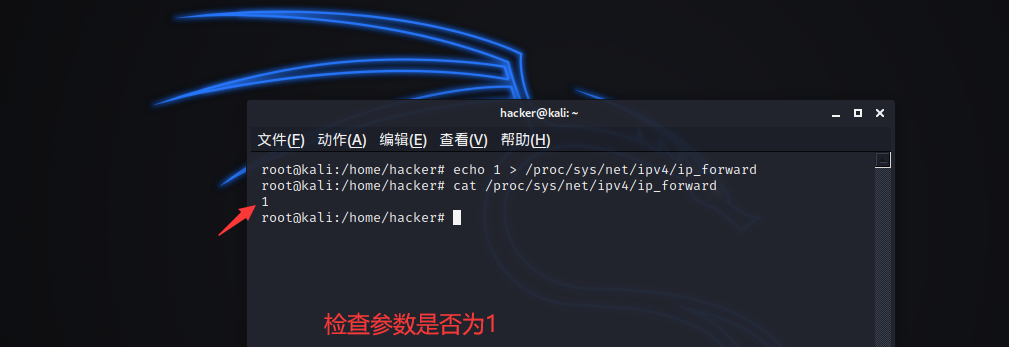 hacker@kali: ~
文件(F) 动作(A) 编辑(E) 查看(V) 帮助(H)
root@kali:/home/hacker# echo 1 > /proc/sys/net/ipv4/ip_forward
root@kali:/home/hacker# cat /proc/sys/net/ipv4/ip_forward
1
root@kali:/home/hacker#
检查参数是否为1